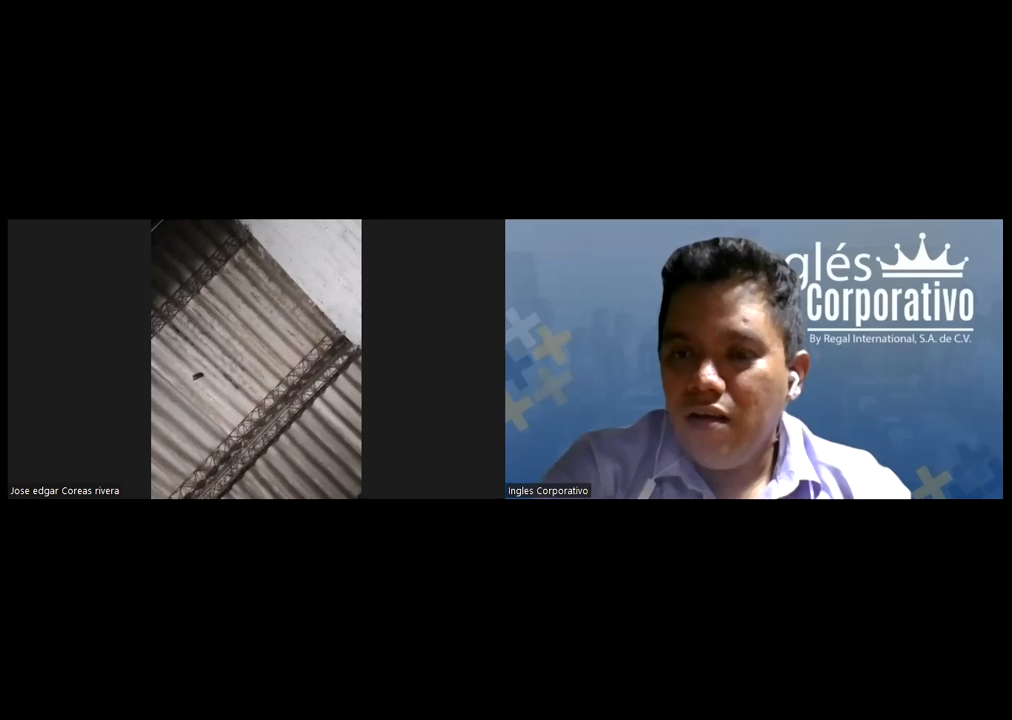 glés
Corporativo
By Regal International, S.A. de C.V.
Jose edgar Coreas rivera
Ingles Corporativo